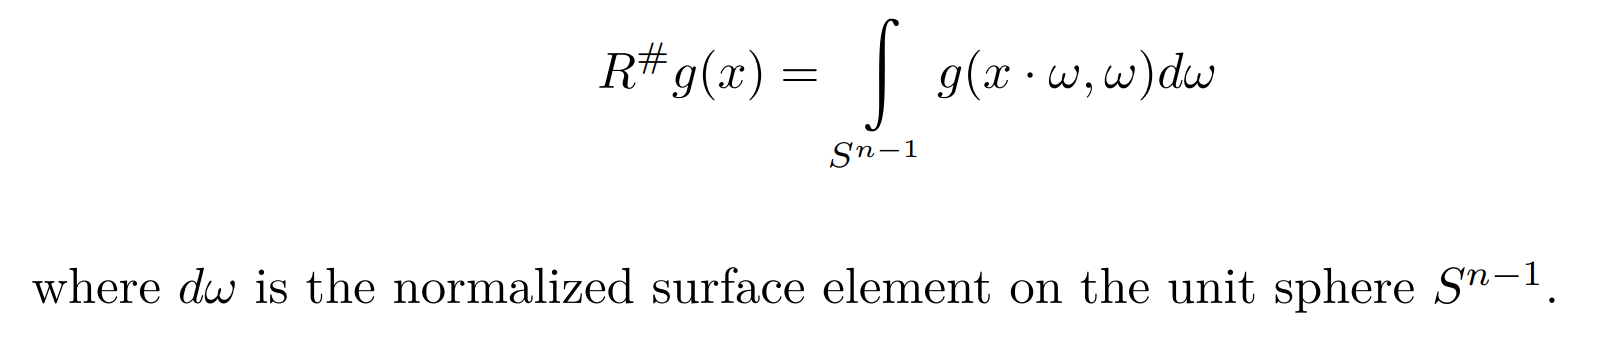 R^# g(x) = ∫_{S^{n−1}} g(x · ω, ω)dω
where dω is the normalized surface element on the unit sphere S^{n−1}.